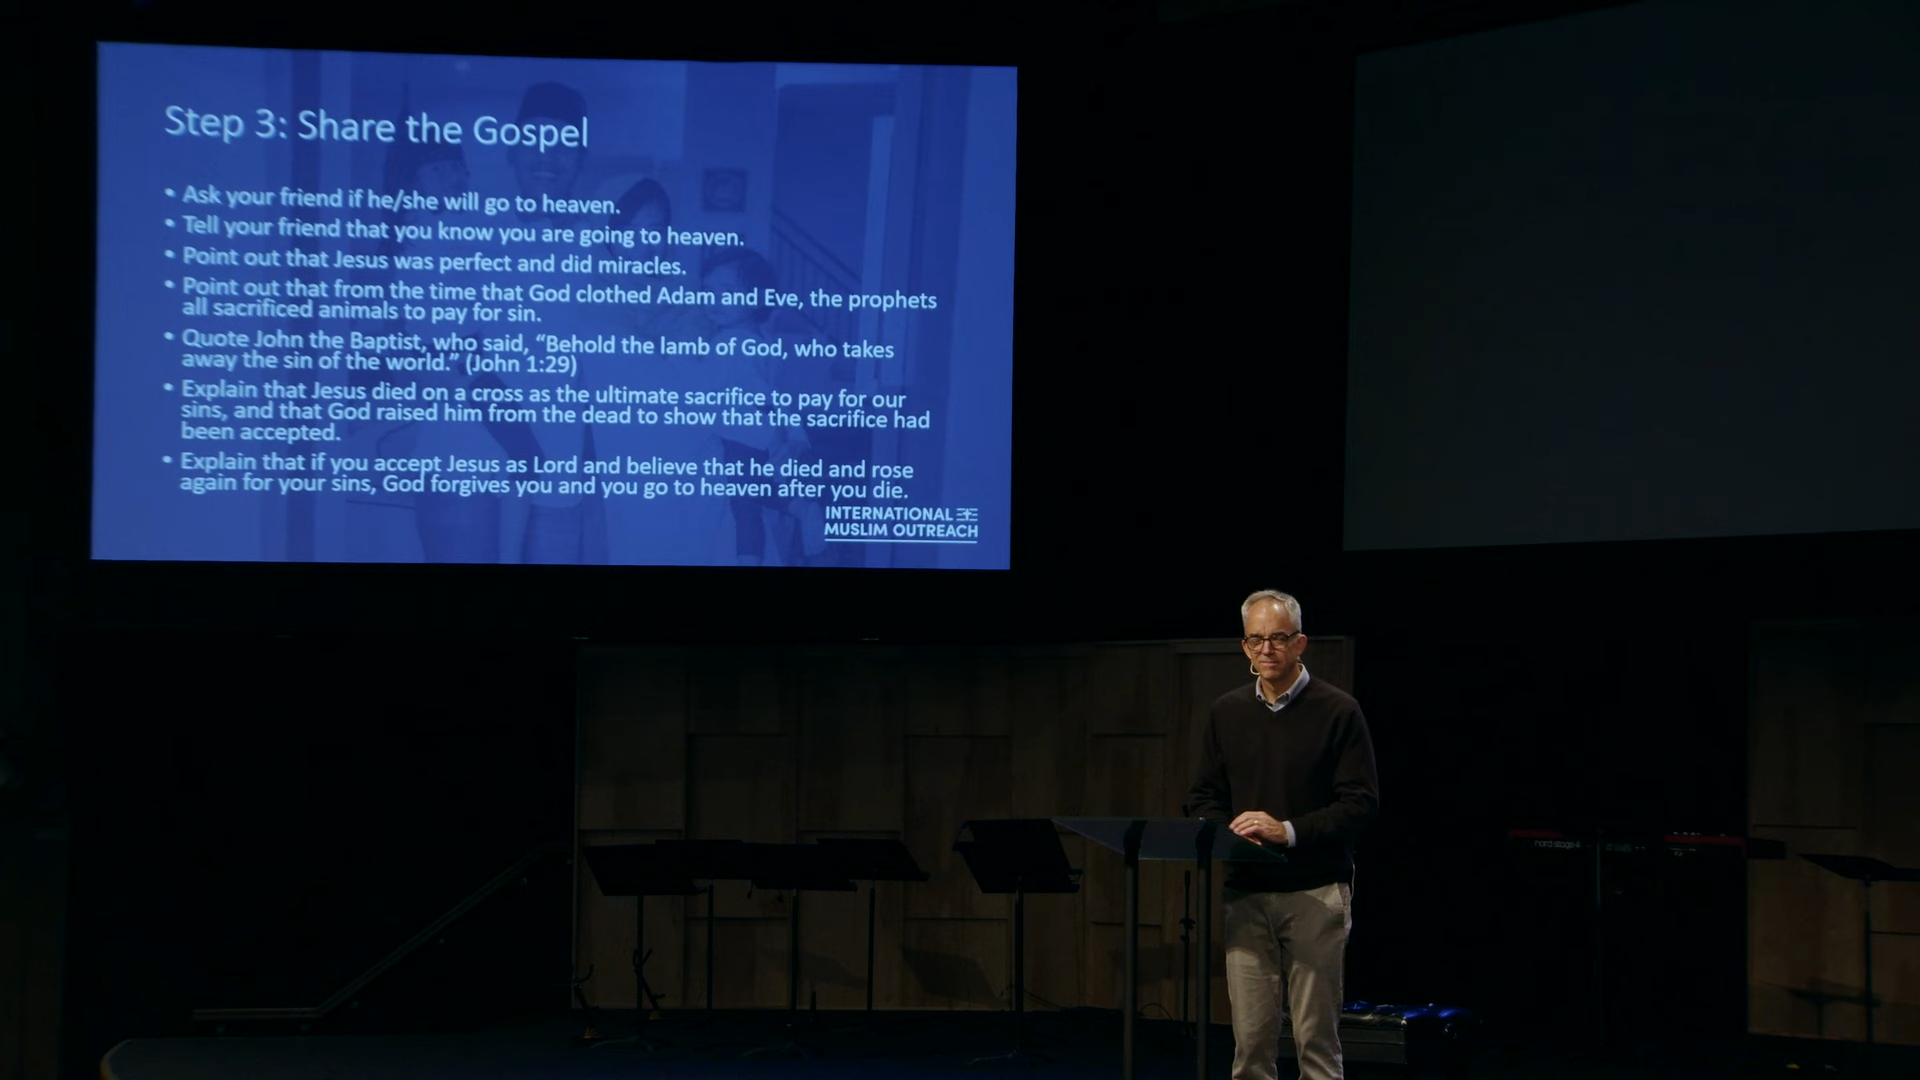 Step 3: Share the Gospel
• Ask your friend if he/she will go to heaven.
• Tell your friend that you know you are going to heaven.
• Point out that Jesus was perfect and did miracles.
• Point out that from the time that God clothed Adam and Eve, the prophets
all sacrificed animals to pay for sin.
• Quote John the Baptist, who said, “Behold the lamb of God, who takes
away the sin of the world.” (John 1:29)
• Explain that Jesus died on a cross as the ultimate sacrifice to pay for our
sins, and that God raised him from the dead to show that the sacrifice had
been accepted.
• Explain that if you accept Jesus as Lord and believe that he died and rose
again for your sins, God forgives you and you go to heaven after you die.
INTERNATIONAL
MUSLIM OUTREACH
nord stage 4